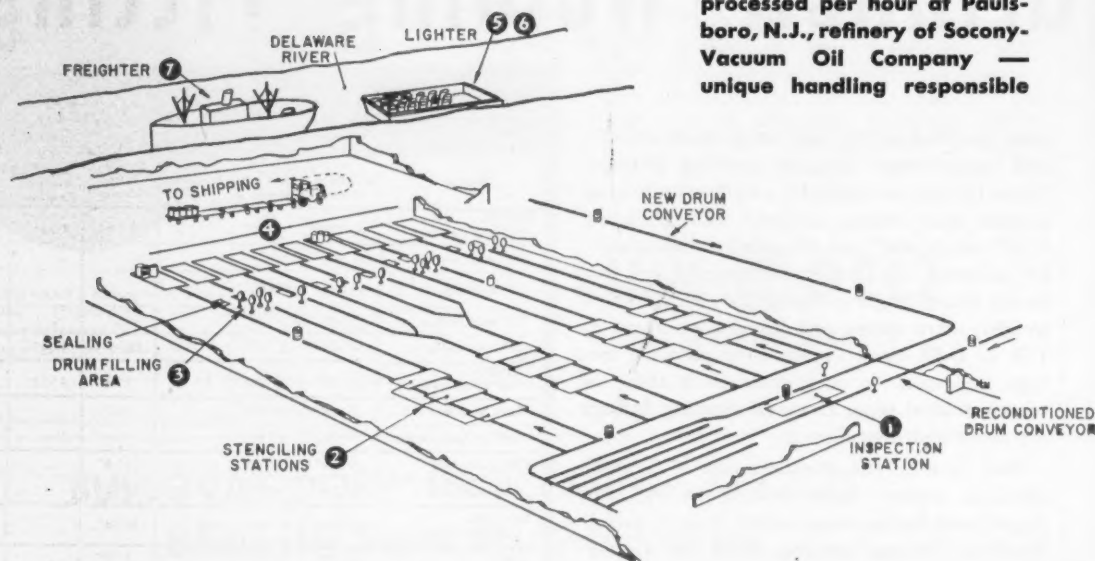 processed per hour at Pauls-
boro, N.J., refinery of Socony-
Vacuum Oil Company —
unique handling responsible
LIGHTER 5 6
DELAWARE
RIVER
FREIGHTER 7
TO SHIPPING
NEW DRUM
CONVEYOR
4
SEALING
DRUM FILLING
AREA 3
STENCILING
STATIONS 2
1
INSPECTION
STATION
RECONDITIONED
DRUM CONVEYOR